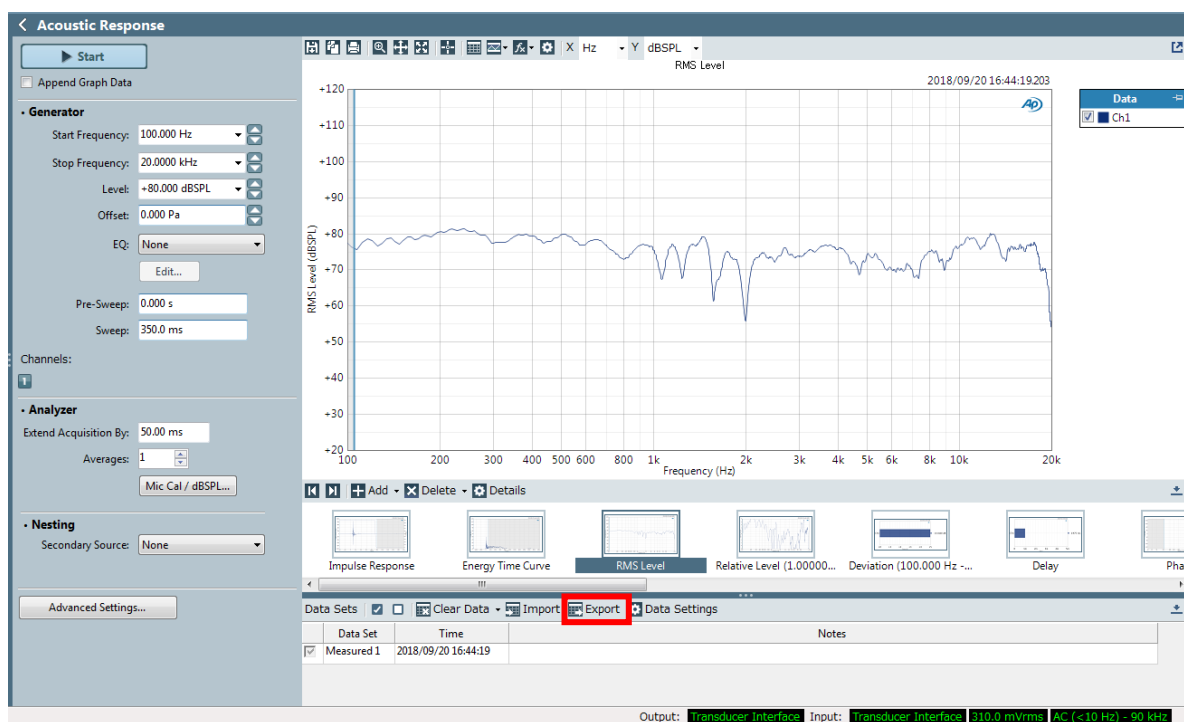 Acoustic Response
Start
Append Graph Data
Generator
Start Frequency: 100.000 Hz
Stop Frequency: 20.0000 kHz
Level: +80.000 dBSPL
Offset: 0.000 Pa
EQ: None
Edit...
Pre-Sweep: 0.000 s
Sweep: 350.0 ms
Channels:
1
Analyzer
Extend Acquisition By: 50.00 ms
Averages: 1
Mic Cal / dBSPL...
Nesting
Secondary Source: None
Advanced Settings...
X Hz Y dBSPL
RMS Level
2018/09/20 16:44:19.203
AP
+120
+110
+100
+90
+80
+70
+60
+50
+40
+30
+20
RMS Level (dBSPL)
100 200 300 400 500 600 800 1k 2k 3k 4k 5k 6k 8k 10k 20k
Frequency (Hz)
Data
Ch1
Add Delete Details
Impulse Response Energy Time Curve RMS Level Relative Level (1.00000... Deviation (100.000 Hz -... Delay Pha
Data Sets Clear Data Import Export Data Settings
Data Set Time Notes
Measured 1 2018/09/20 16:44:19
Output: Transducer Interface Input: Transducer Interface 310.0 mVrms AC (<10 Hz) - 90 kHz